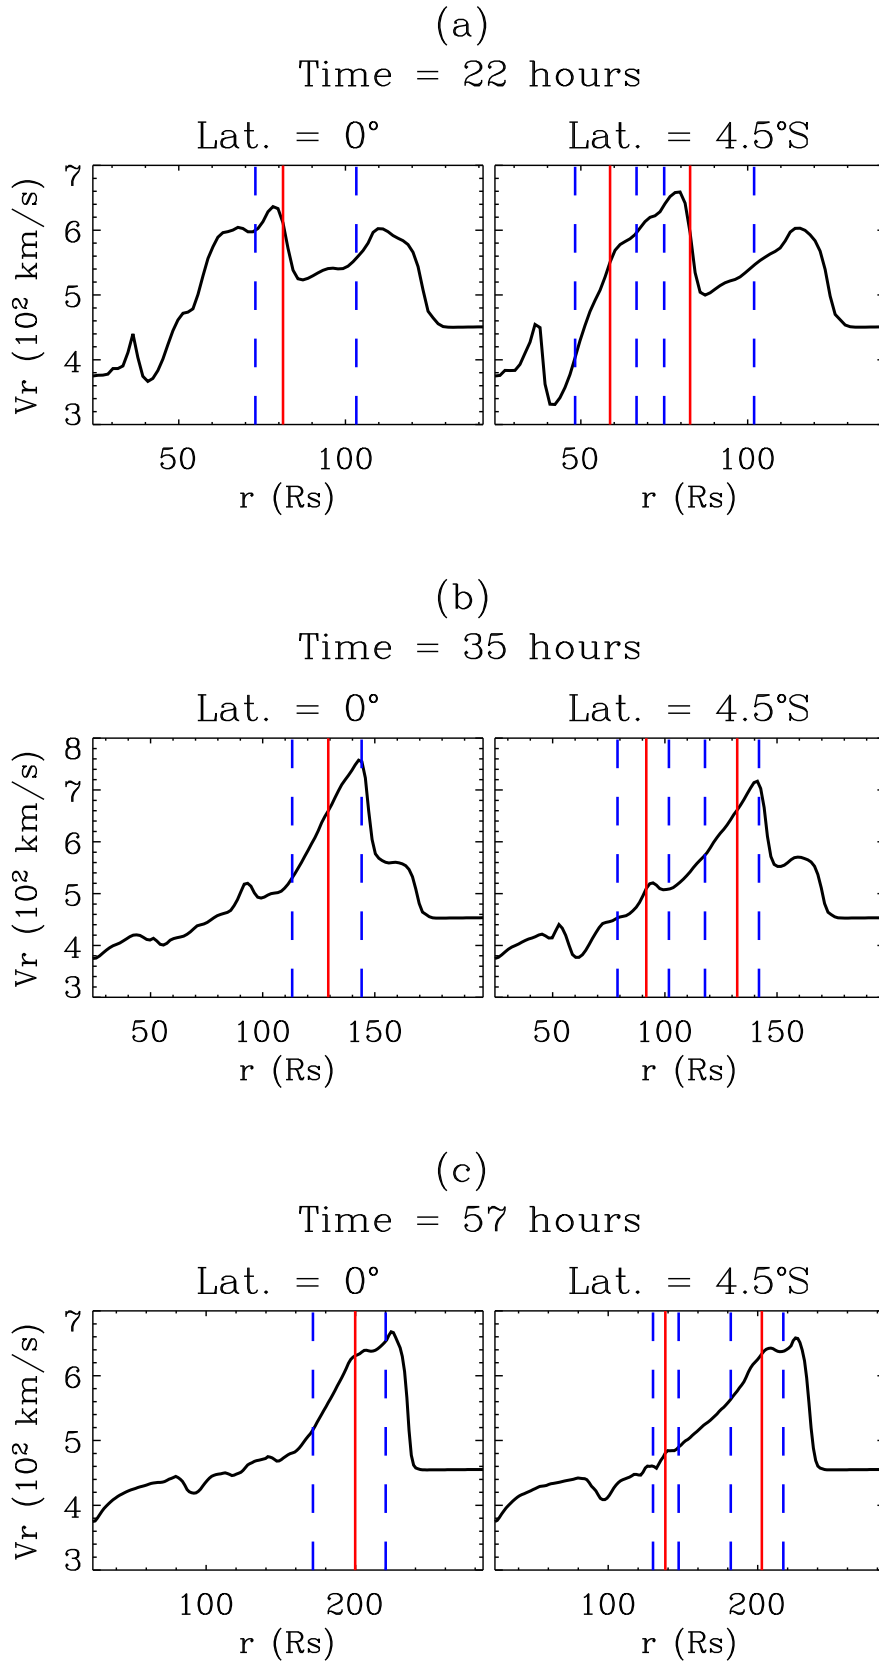 (a)
Time = 22 hours
Lat. = 0°
Lat. = 4.5°S
7
6
5
4
3
Vr (10² km/s)
50 100
50 100
r (Rs)
r (Rs)
(b)
Time = 35 hours
Lat. = 0°
Lat. = 4.5°S
8
7
6
5
4
3
Vr (10² km/s)
50 100 150
50 100 150
r (Rs)
r (Rs)
(c)
Time = 57 hours
Lat. = 0°
Lat. = 4.5°S
7
6
5
4
3
Vr (10² km/s)
100 200
100 200
r (Rs)
r (Rs)